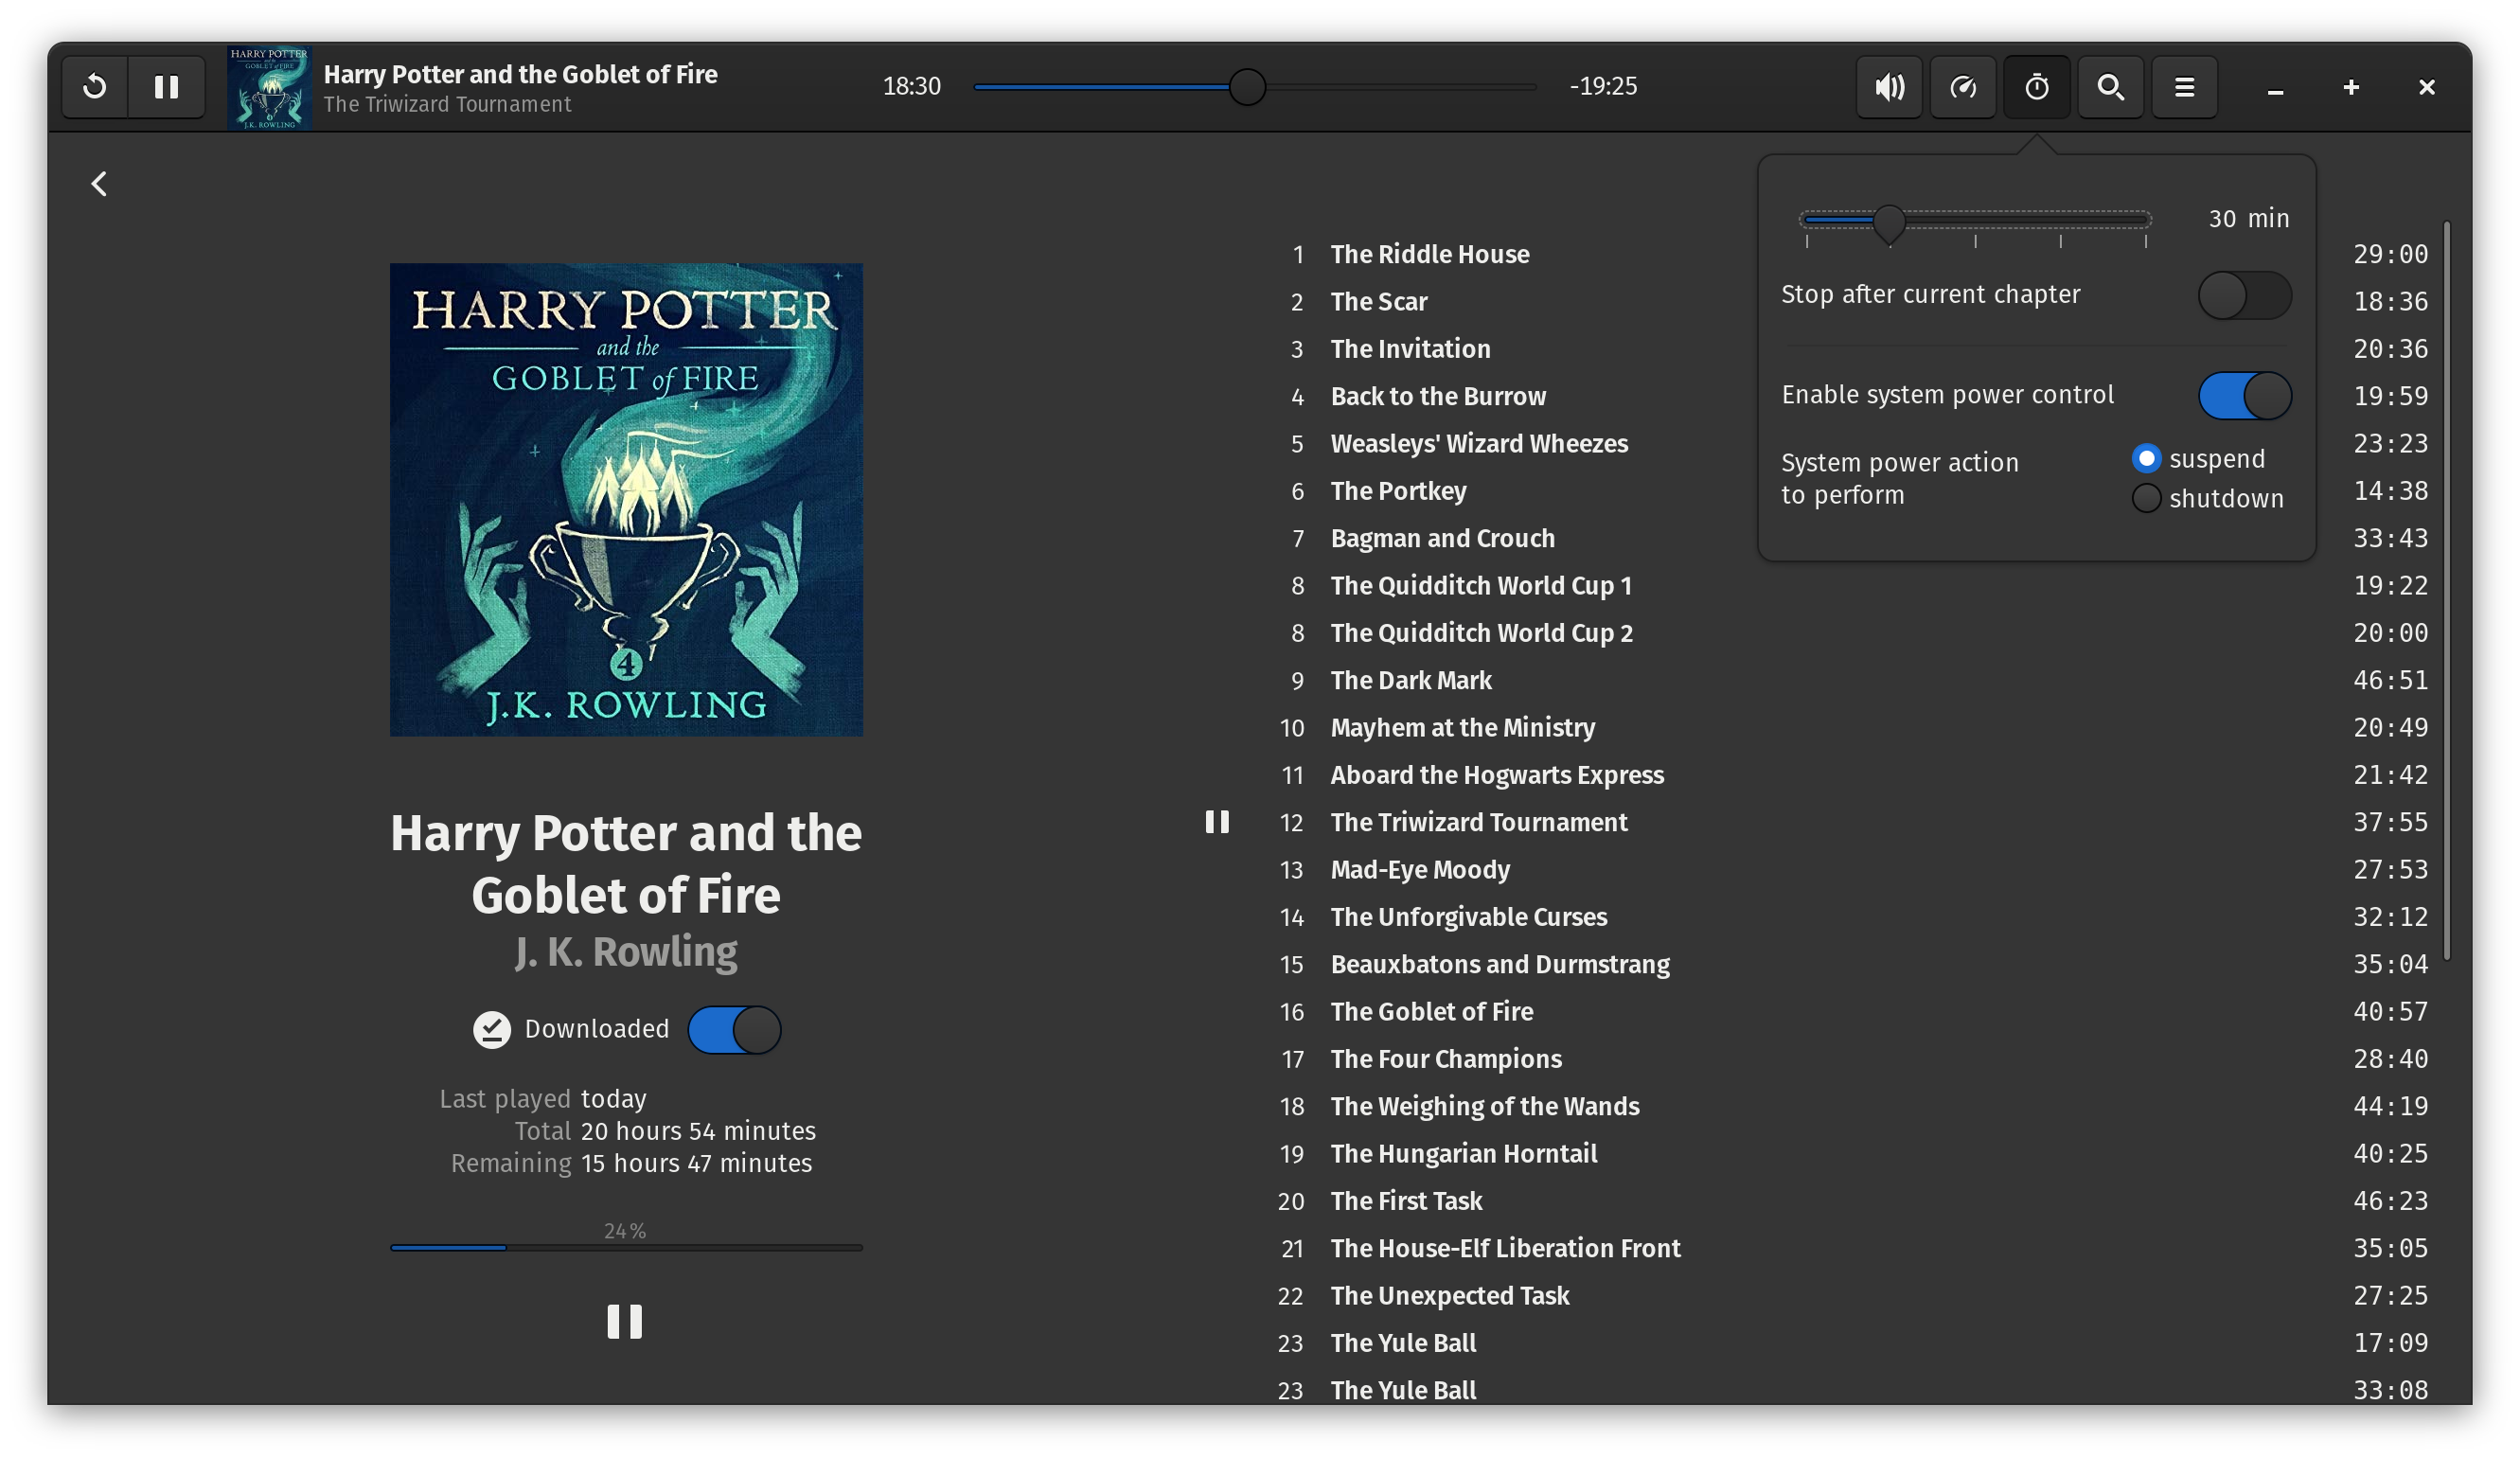 HARRY POTTER
and the
GOBLET of FIRE
J.K. ROWLING
Harry Potter and the Goblet of Fire
The Triwizard Tournament
18:30
-19:25
30 min
Stop after current chapter
Enable system power control
System power action
to perform
suspend
shutdown
HARRY POTTER
and the
GOBLET of FIRE
4
J.K. ROWLING
Harry Potter and the
Goblet of Fire
J. K. Rowling
Downloaded
Last played today
Total 20 hours 54 minutes
Remaining 15 hours 47 minutes
24%
1 The Riddle House 29:00
2 The Scar 18:36
3 The Invitation 20:36
4 Back to the Burrow 19:59
5 Weasleys' Wizard Wheezes 23:23
6 The Portkey 14:38
7 Bagman and Crouch 33:43
8 The Quidditch World Cup 1 19:22
8 The Quidditch World Cup 2 20:00
9 The Dark Mark 46:51
10 Mayhem at the Ministry 20:49
11 Aboard the Hogwarts Express 21:42
12 The Triwizard Tournament 37:55
13 Mad-Eye Moody 27:53
14 The Unforgivable Curses 32:12
15 Beauxbatons and Durmstrang 35:04
16 The Goblet of Fire 40:57
17 The Four Champions 28:40
18 The Weighing of the Wands 44:19
19 The Hungarian Horntail 40:25
20 The First Task 46:23
21 The House-Elf Liberation Front 35:05
22 The Unexpected Task 27:25
23 The Yule Ball 17:09
23 The Yule Ball 33:08